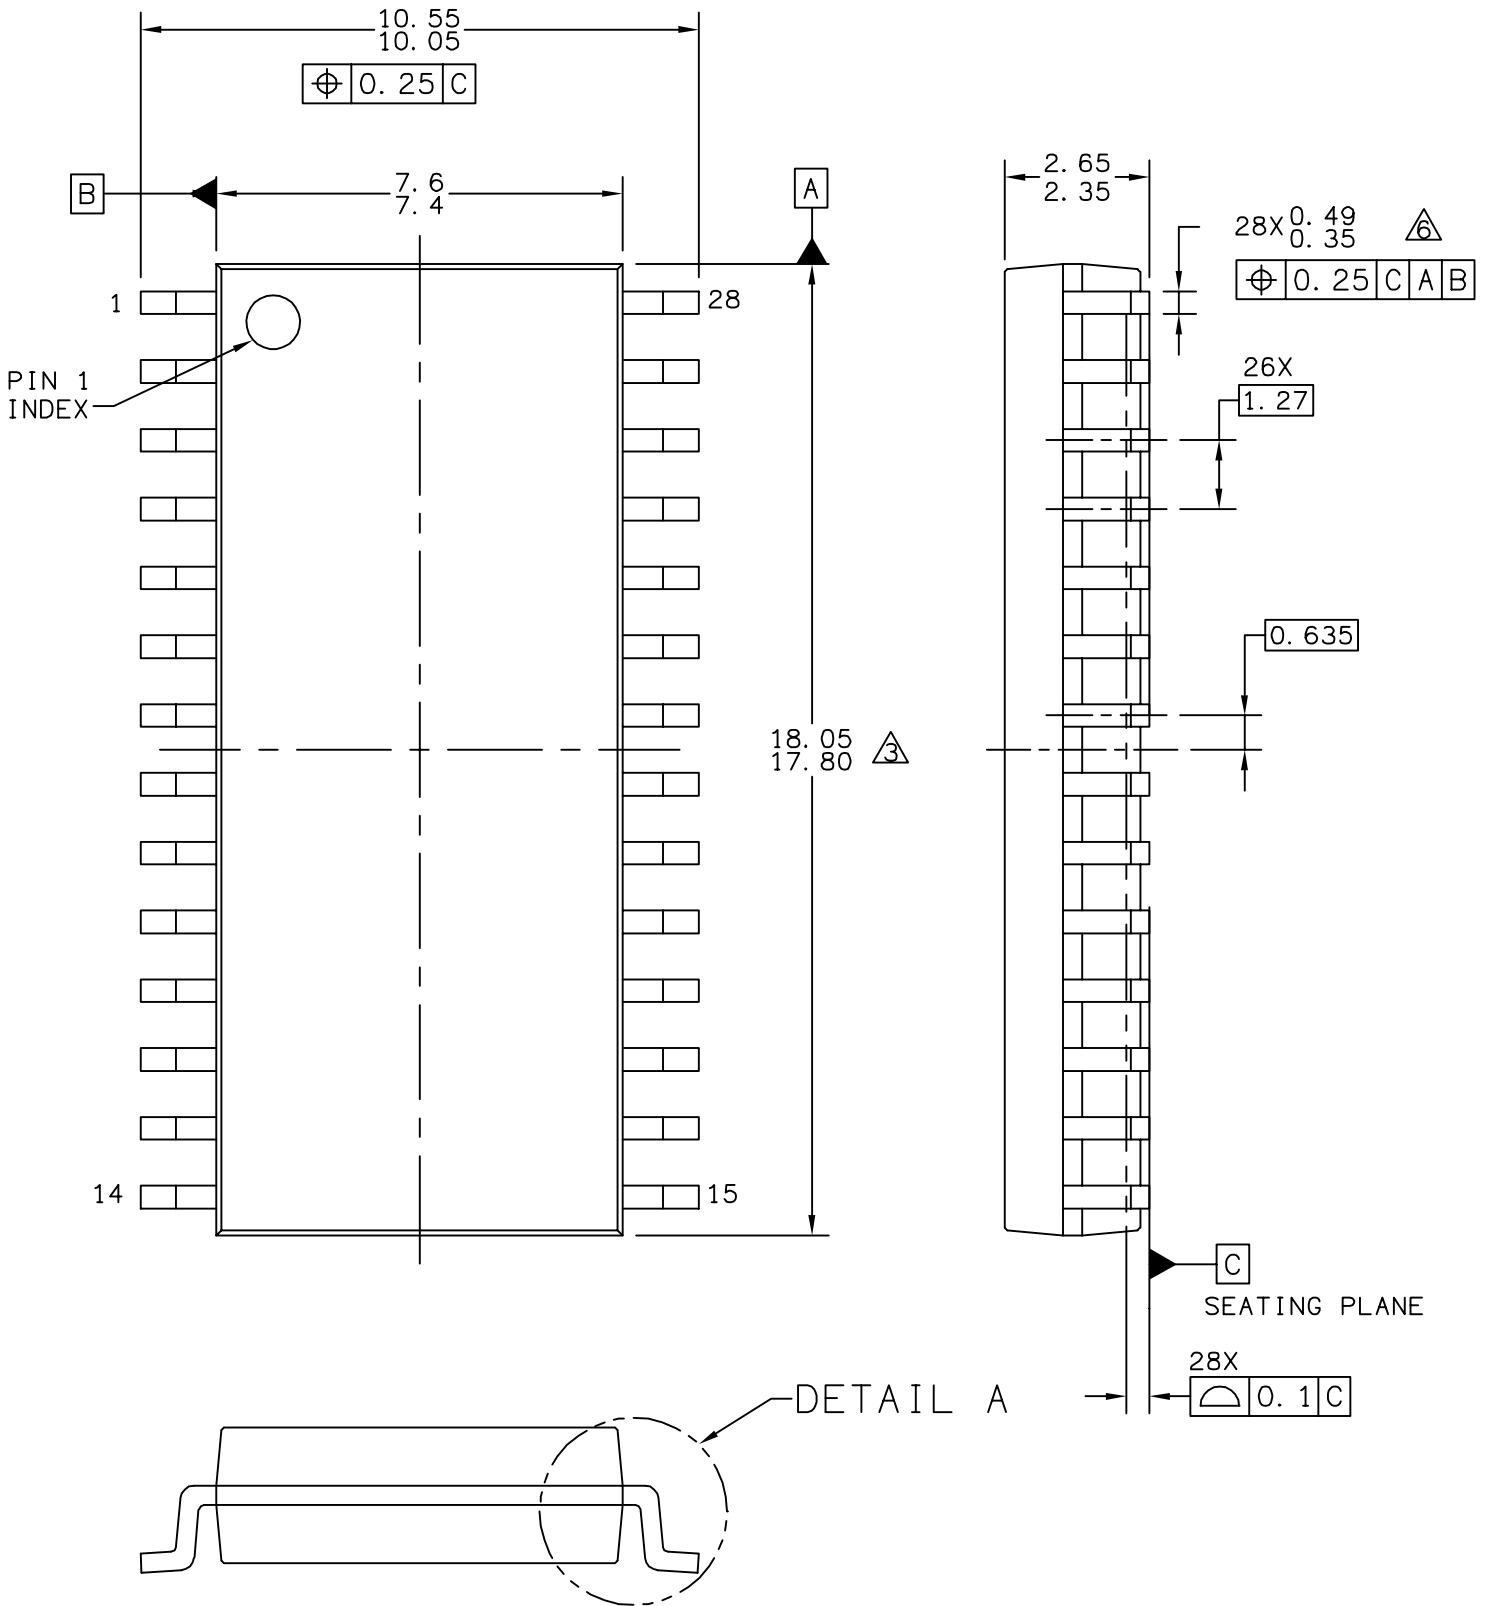 10.55
10.05
0.25 C
B
7.6
7.4
A
2.65
2.35
28X 0.49
0.35
6
0.25 C A B
1
28
PIN 1
INDEX
26X
1.27
0.635
18.05
17.80
3
14
15
C
SEATING PLANE
28X
0.1 C
DETAIL A